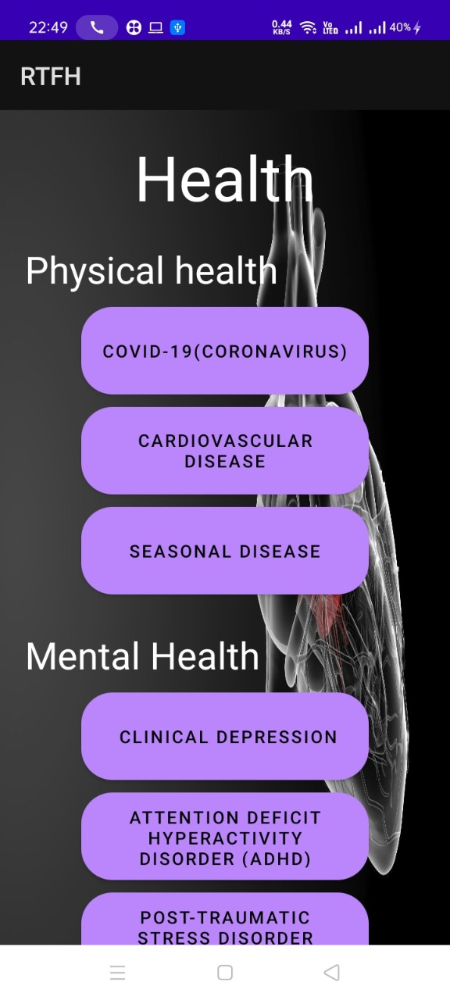 22:49 0.44 KB/S Vo LTED 40%
RTFH
Health
Physical health
COVID-19(CORONAVIRUS)
CARDIOVASCULAR
DISEASE
SEASONAL DISEASE
Mental Health
CLINICAL DEPRESSION
ATTENTION DEFICIT
HYPERACTIVITY
DISORDER (ADHD)
POST-TRAUMATIC
STRESS DISORDER